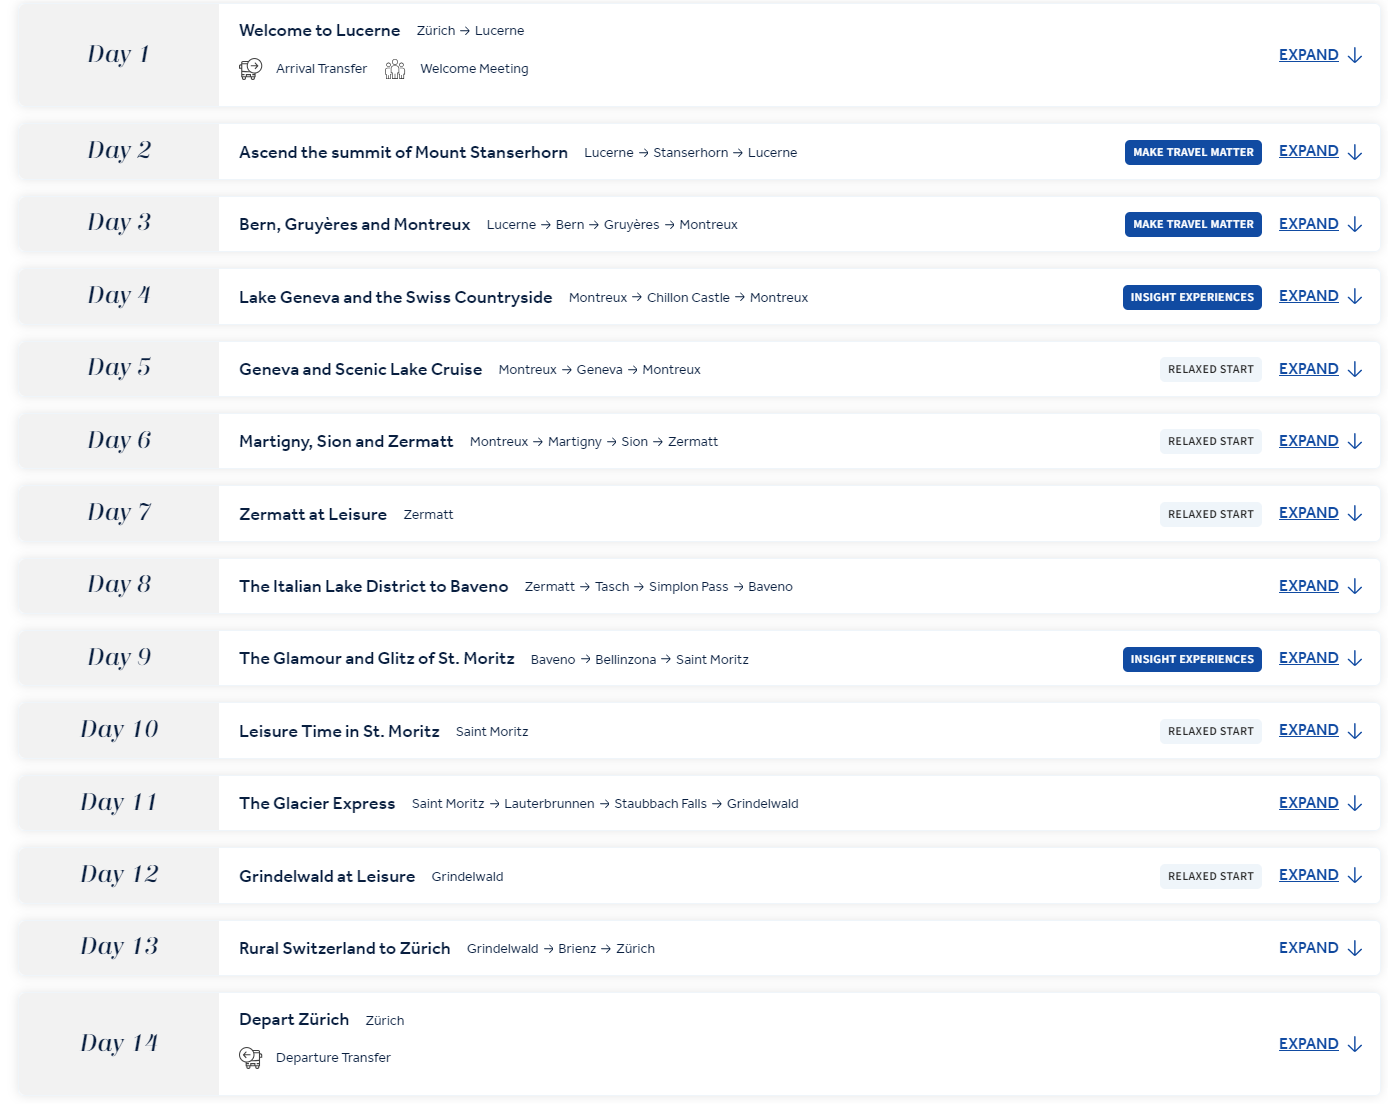 Day 1
Welcome to Lucerne Zürich → Lucerne
Arrival Transfer Welcome Meeting
EXPAND ↓
Day 2
Ascend the summit of Mount Stanserhorn Lucerne → Stanserhorn → Lucerne
MAKE TRAVEL MATTER
EXPAND ↓
Day 3
Bern, Gruyères and Montreux Lucerne → Bern → Gruyères → Montreux
MAKE TRAVEL MATTER
EXPAND ↓
Day 4
Lake Geneva and the Swiss Countryside Montreux → Chillon Castle → Montreux
INSIGHT EXPERIENCES
EXPAND ↓
Day 5
Geneva and Scenic Lake Cruise Montreux → Geneva → Montreux
RELAXED START
EXPAND ↓
Day 6
Martigny, Sion and Zermatt Montreux → Martigny → Sion → Zermatt
RELAXED START
EXPAND ↓
Day 7
Zermatt at Leisure Zermatt
RELAXED START
EXPAND ↓
Day 8
The Italian Lake District to Baveno Zermatt → Tasch → Simplon Pass → Baveno
EXPAND ↓
Day 9
The Glamour and Glitz of St. Moritz Baveno → Bellinzona → Saint Moritz
INSIGHT EXPERIENCES
EXPAND ↓
Day 10
Leisure Time in St. Moritz Saint Moritz
RELAXED START
EXPAND ↓
Day 11
The Glacier Express Saint Moritz → Lauterbrunnen → Staubbach Falls → Grindelwald
EXPAND ↓
Day 12
Grindelwald at Leisure Grindelwald
RELAXED START
EXPAND ↓
Day 13
Rural Switzerland to Zürich Grindelwald → Brienz → Zürich
EXPAND ↓
Day 14
Depart Zürich Zürich
Departure Transfer
EXPAND ↓